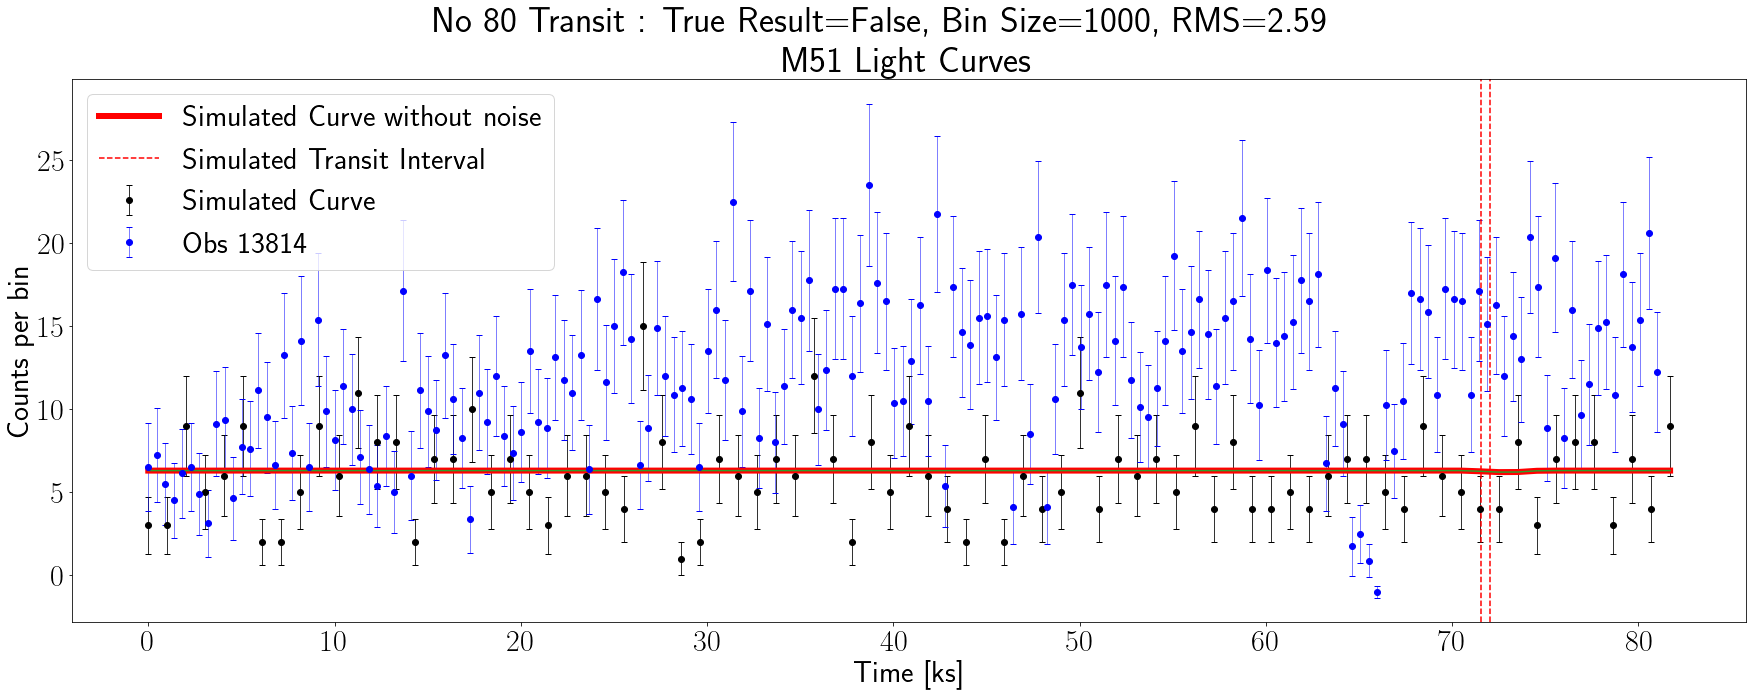 No 80 Transit : True Result=False, Bin Size=1000, RMS=2.59
M51 Light Curves
Simulated Curve without noise
Simulated Transit Interval
Simulated Curve
Obs 13814
Counts per bin
25
20
15
10
5
0
0 10 20 30 40 50 60 70 80
Time [ks]